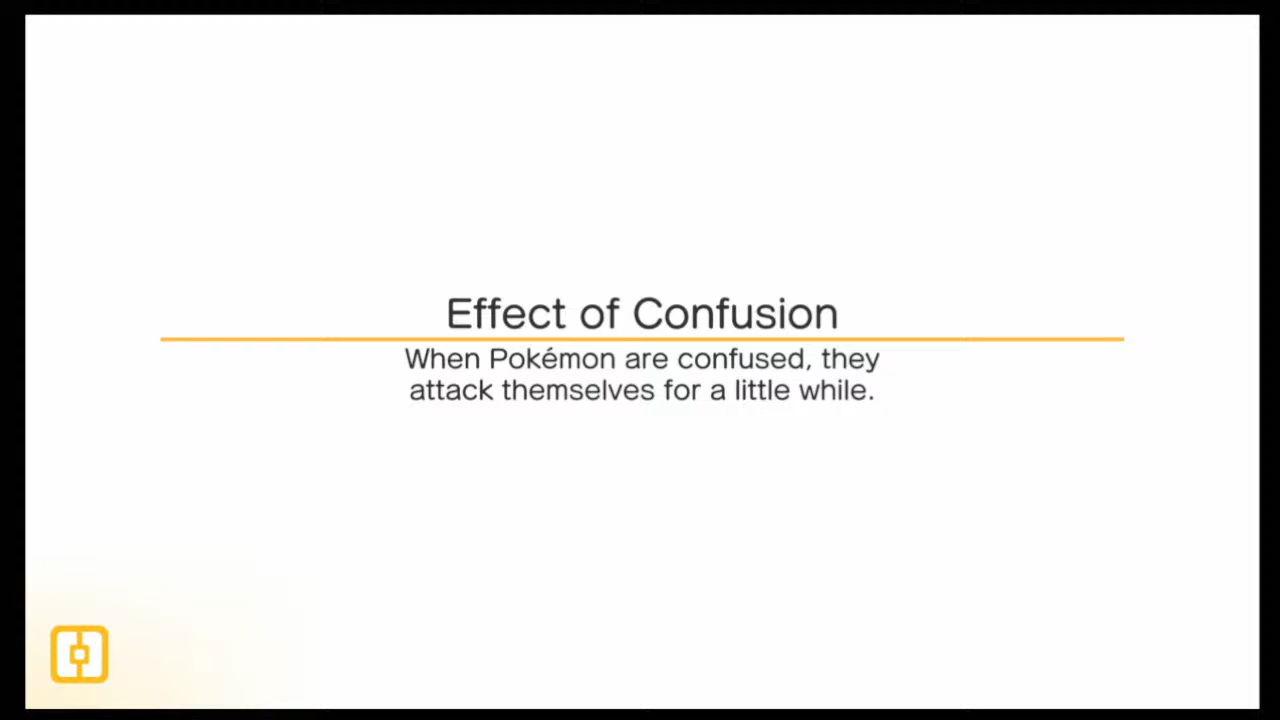 Effect of Confusion
When Pokémon are confused, they
attack themselves for a little while.